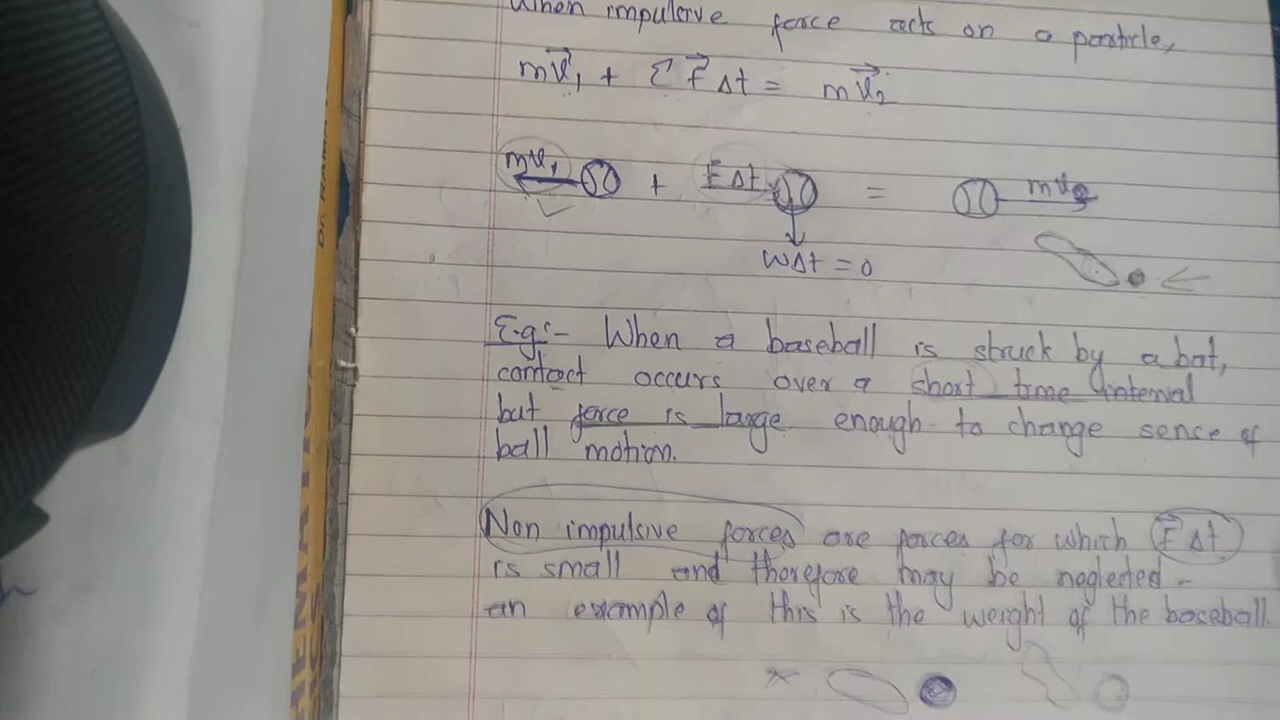 When impulsive force acts on a particle,
mv⃗₁ + ΣF⃗ Δt = mv⃗₂
mv₁ + FΔt = mv₂
WΔt = 0
E.g:- When a baseball is struck by a bat,
contact occurs over a short time interval
but force is large enough to change sence of
ball motion.
Non impulsive forces are forces for which F⃗ Δt
is small and therefore may be neglected -
an example of this is the weight of the baseball.